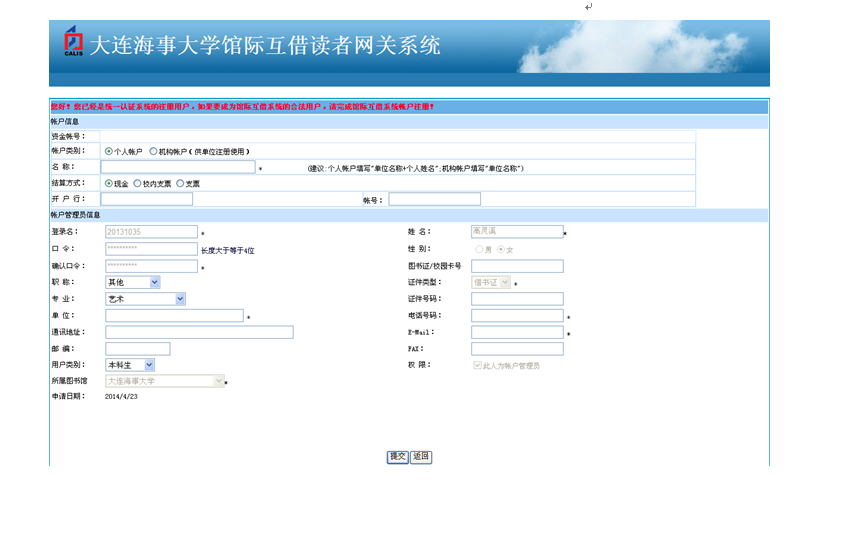 ↵
CALIS
大连海事大学馆际互借读者网关系统
您好！您已经是统一认证系统的注册用户，如果要成为馆际互借系统的合法用户，请完成馆际互借系统帐户注册！
帐户信息
资金帐号：
帐户类别： 个人帐户 机构帐户（供单位注册使用）
名 称： * (建议:个人帐户填写"单位名称+个人姓名";机构帐户填写"单位名称")
结算方式： 现金 校内支票 支票
开 户 行： 帐号：
帐户管理员信息
登录名： 20131035 * 姓 名： 高灵溪 *
口 令： ********** 长度大于等于4位 性 别： 男 女
确认口令： ********** * 图书证/校园卡号
职 称： 其他 证件类型： 借书证 *
专 业： 艺术 证件号码：
单 位： * 电话号码： *
通讯地址： E-Mail： *
邮 编： FAX：
用户类别： 本科生 权 限： 此人为帐户管理员
所属图书馆 大连海事大学 *
申请日期： 2014/4/23
提交 返回